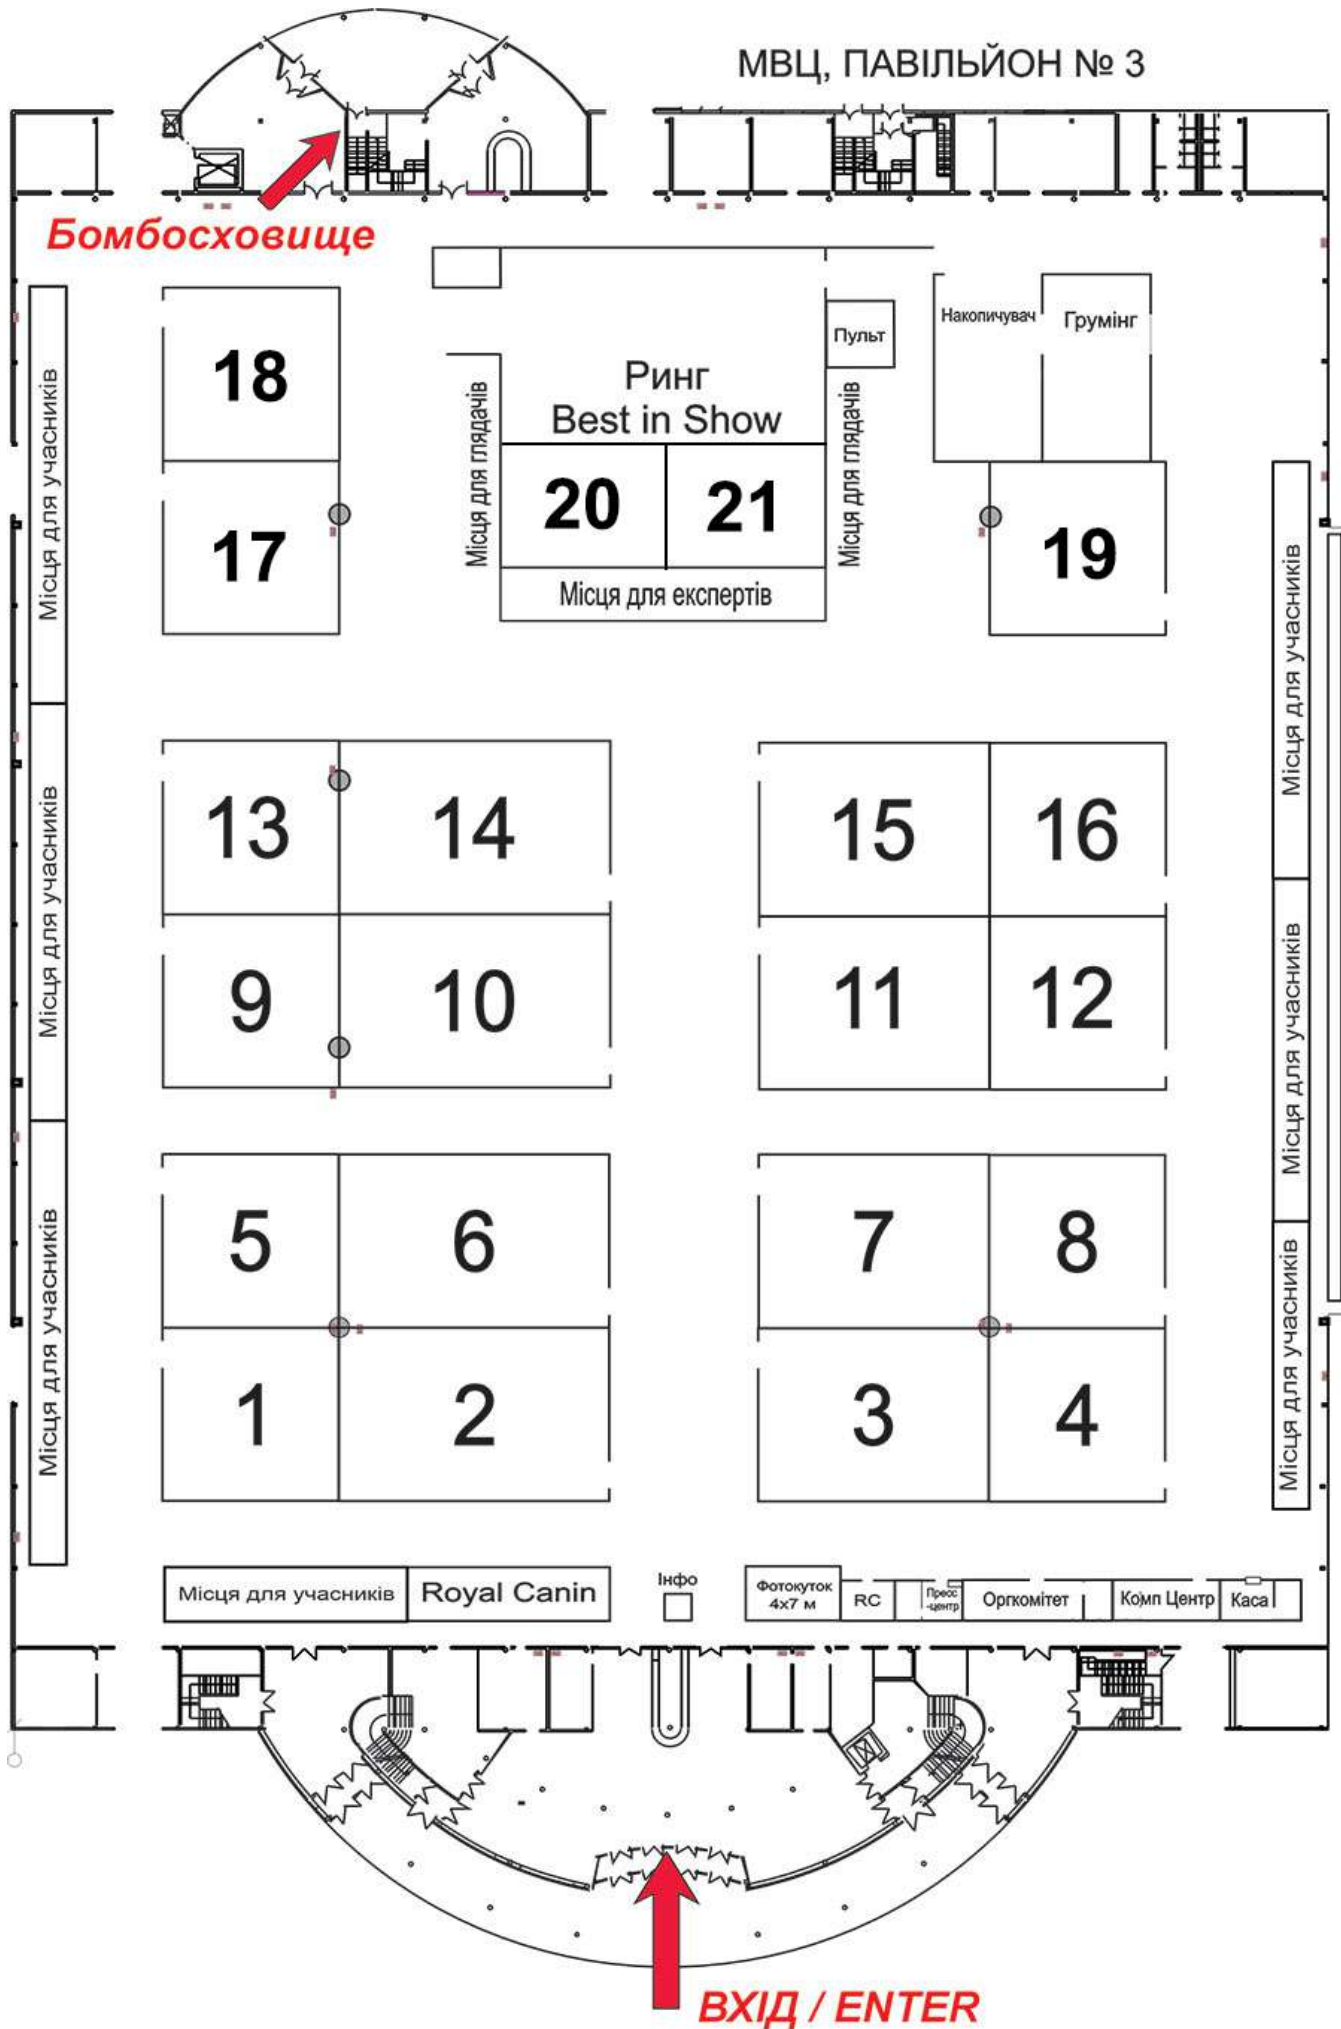 МВЦ, ПАВІЛЬЙОН № 3
Бомбосховище
18
17
Місця для глядачів
Ринг
Best in Show
20
21
Місця для експертів
Пульт
Місця для глядачів
Накопичувач
Грумінг
19
Місця для учасників
Місця для учасників
Місця для учасників
Місця для учасників
Місця для учасників
Місця для учасників
13
14
15
16
9
10
11
12
5
6
7
8
1
2
3
4
Місця для учасників
Royal Canin
Інфо
Фотокуток
4x7 м
RC
Пресс
-центр
Оргкомітет
Комп Центр
Каса
ВХІД / ENTER